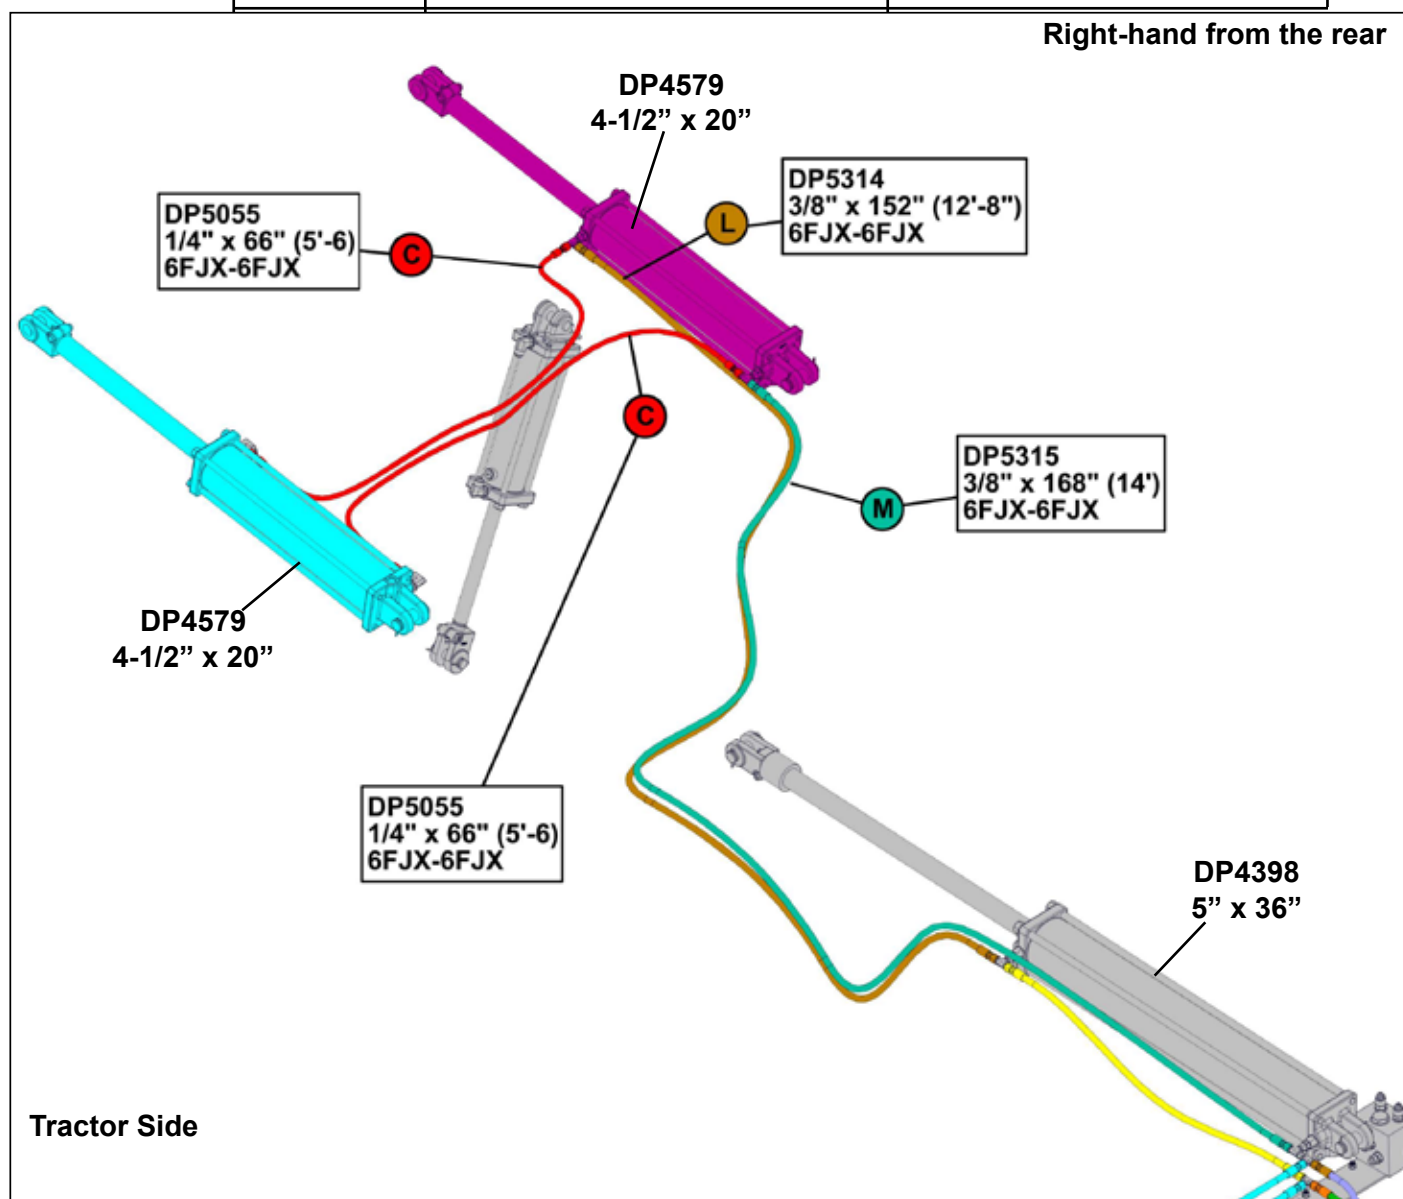 Right-hand from the rear
DP4579
4-1/2” x 20”
DP5314
3/8" x 152" (12'-8")
6FJX-6FJX
L
DP5055
1/4" x 66" (5'-6)
6FJX-6FJX
C
C
DP5315
3/8" x 168" (14')
6FJX-6FJX
M
DP4579
4-1/2” x 20”
DP5055
1/4" x 66" (5'-6)
6FJX-6FJX
DP4398
5” x 36”
Tractor Side